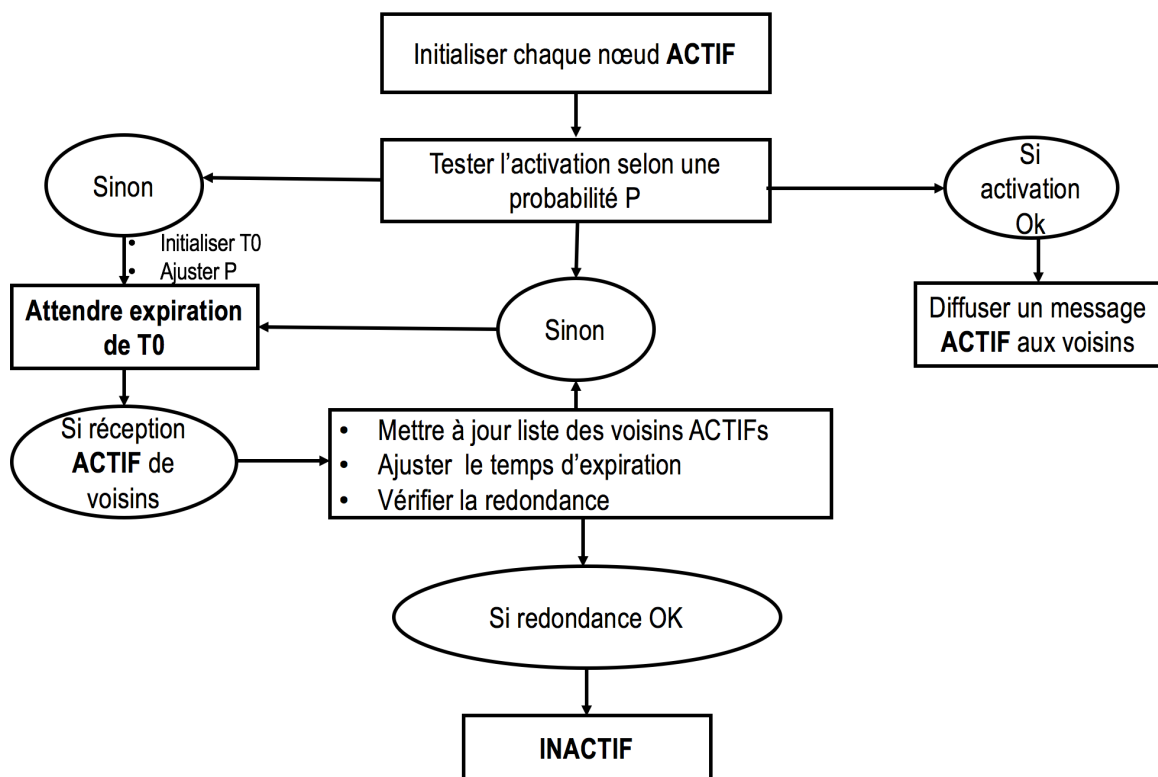 Initialiser chaque nœud ACTIF
Sinon
Tester l'activation selon une
probabilité P
Si
activation
Ok
• Initialiser T0
• Ajuster P
Attendre expiration
de T0
Sinon
Diffuser un message
ACTIF aux voisins
Si réception
ACTIF de
voisins
• Mettre à jour liste des voisins ACTIFs
• Ajuster le temps d'expiration
• Vérifier la redondance
Si redondance OK
INACTIF